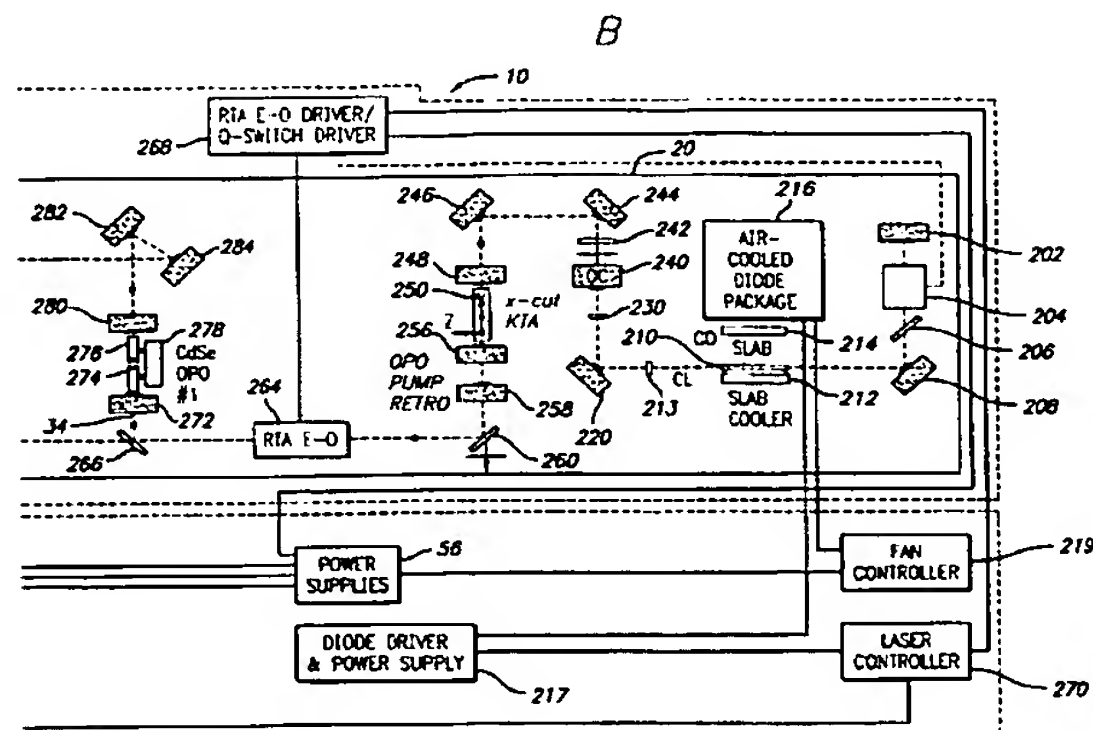 B
10
RTA E-O DRIVER/
Q-SWITCH DRIVER
268
20
282
284
246
244
216
AIR-
COOLED
DIODE
PACKAGE
202
242
248
OC
240
250
x-cut
KTA
230
204
280
278
276
CdSe
OPO
#1
274
Z
256
OPO
PUMP
RETRO
CO
SLAB
214
206
210
CL
213
SLAB
COOLER
212
208
264
258
220
272
34
266
RTA E-O
260
56
POWER
SUPPLIES
FAN
CONTROLLER
219
DIODE DRIVER
& POWER SUPPLY
217
LASER
CONTROLLER
270